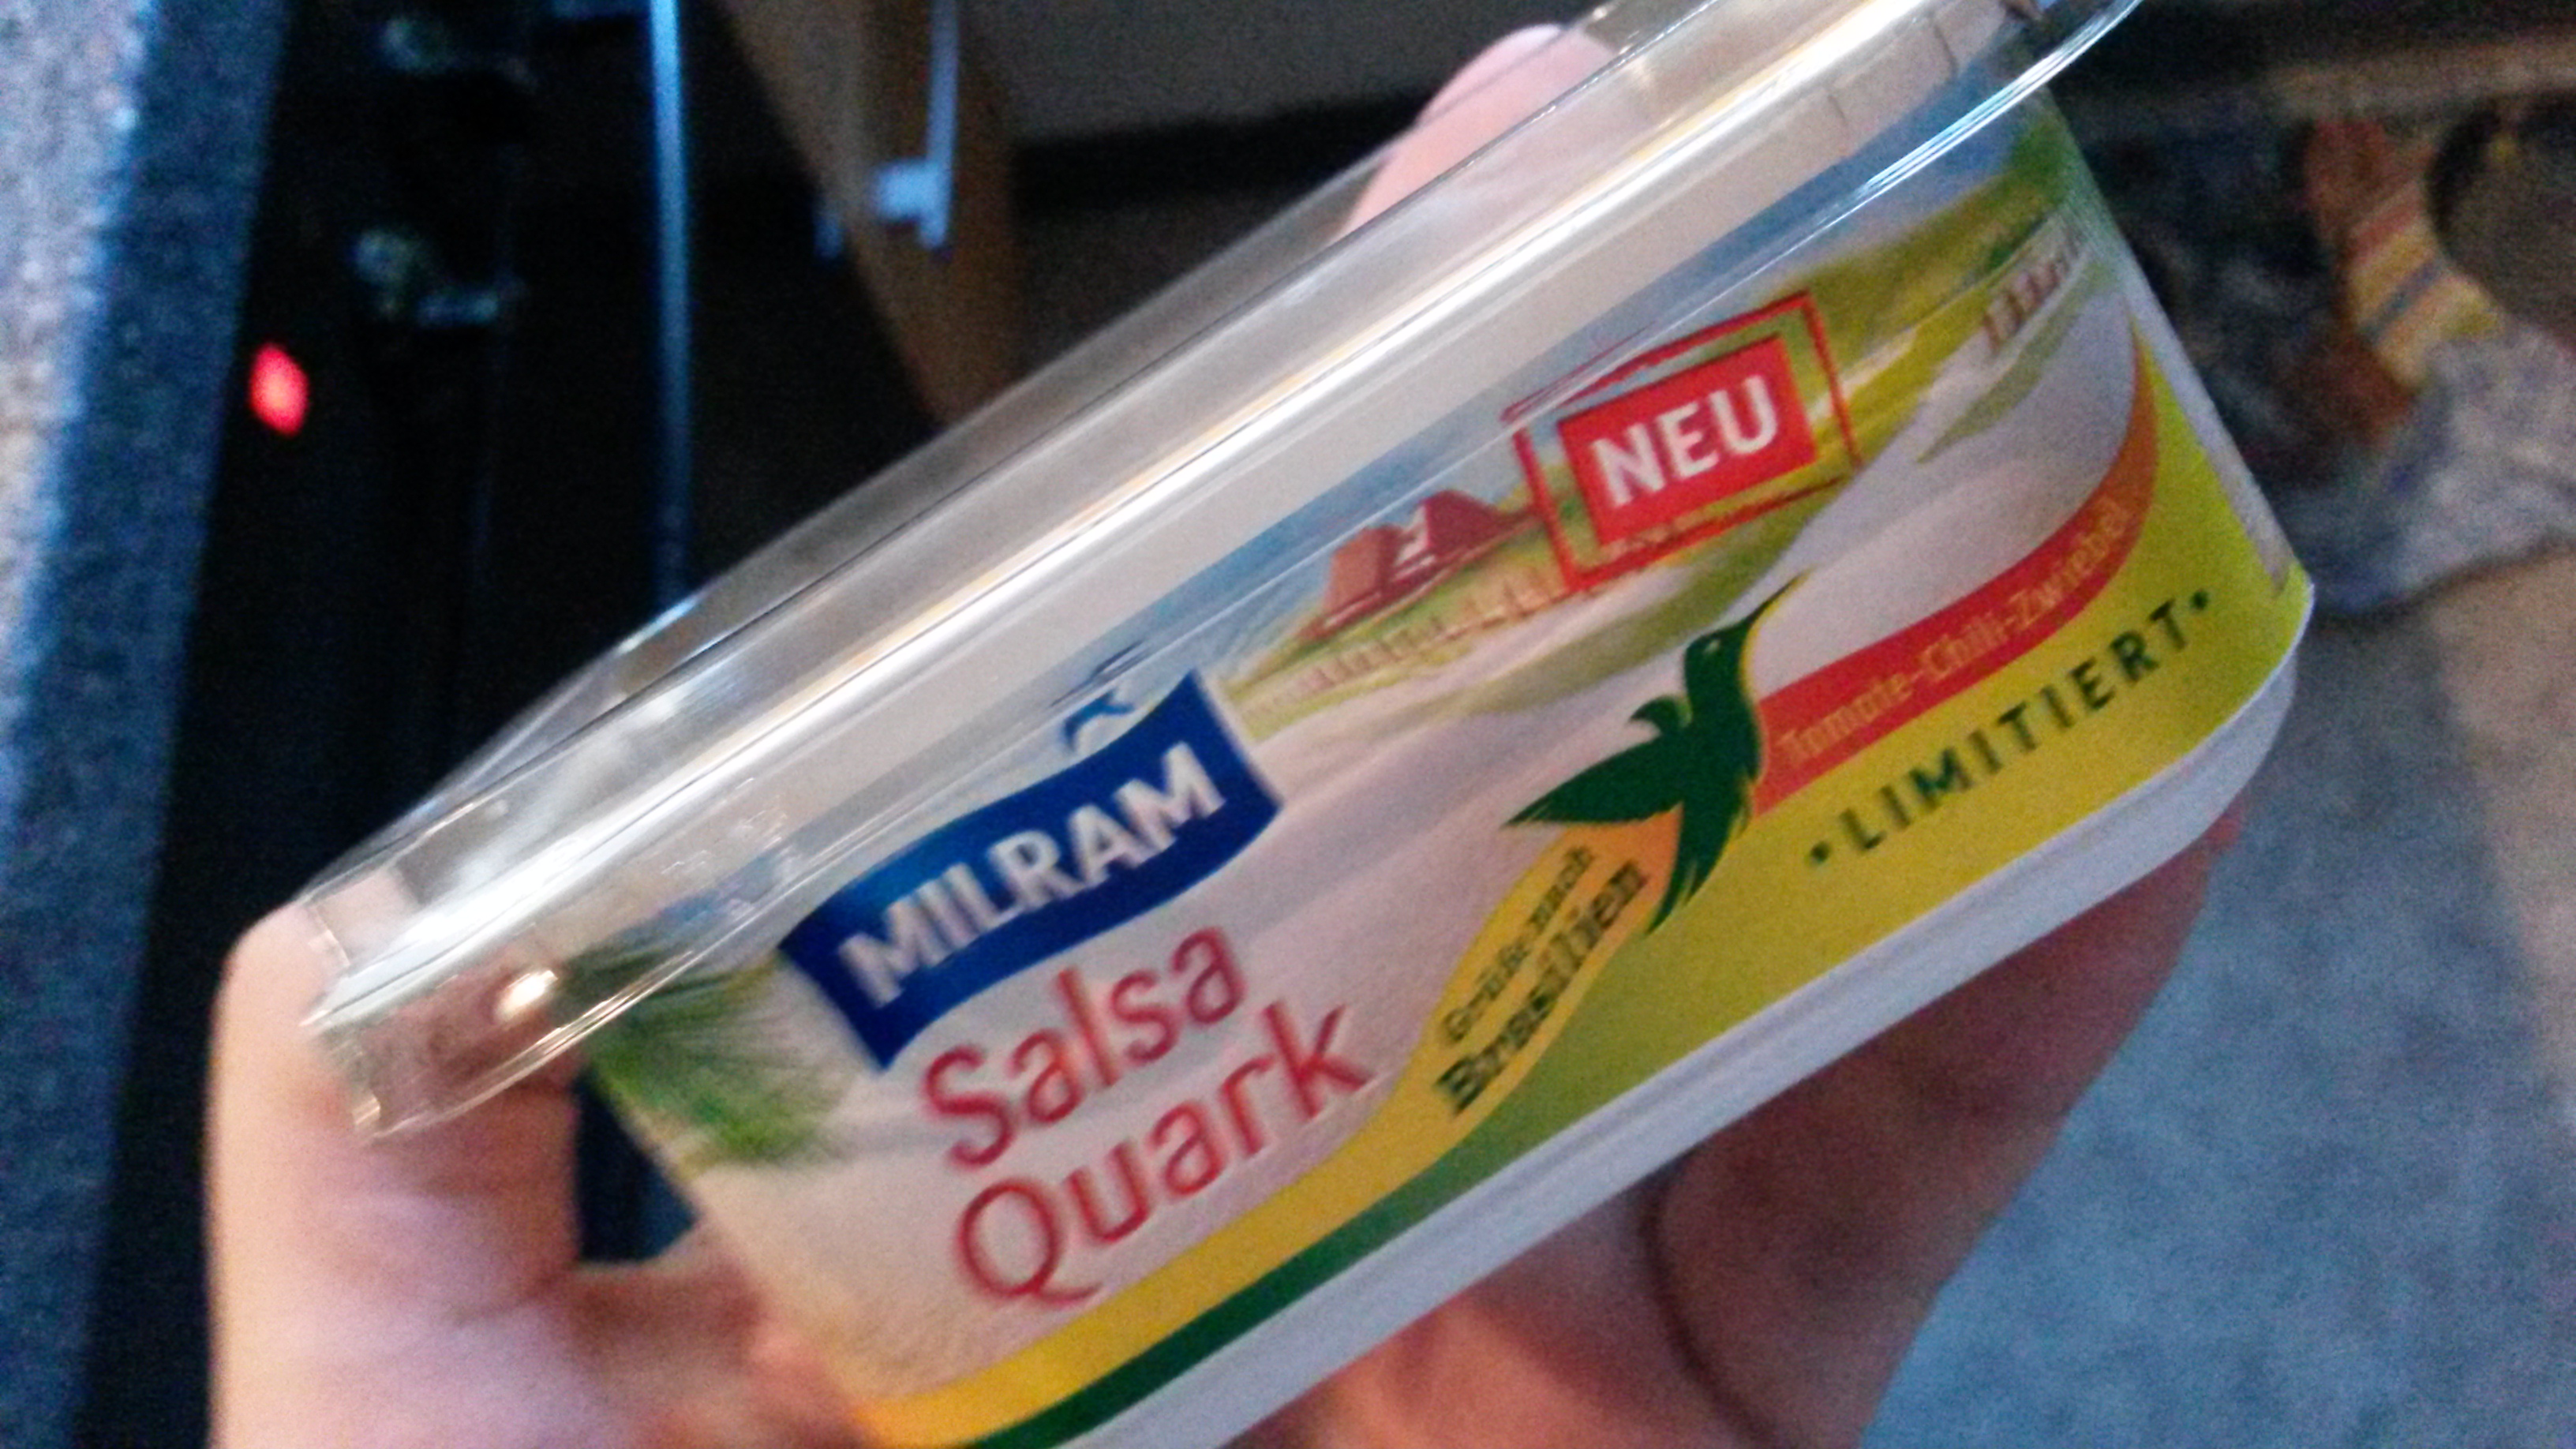 NEU
MILRAM
Salsa
Quark
Grüße nach
Brasilien
Tomate-Chili-Zwiebel
•LIMITIERT•